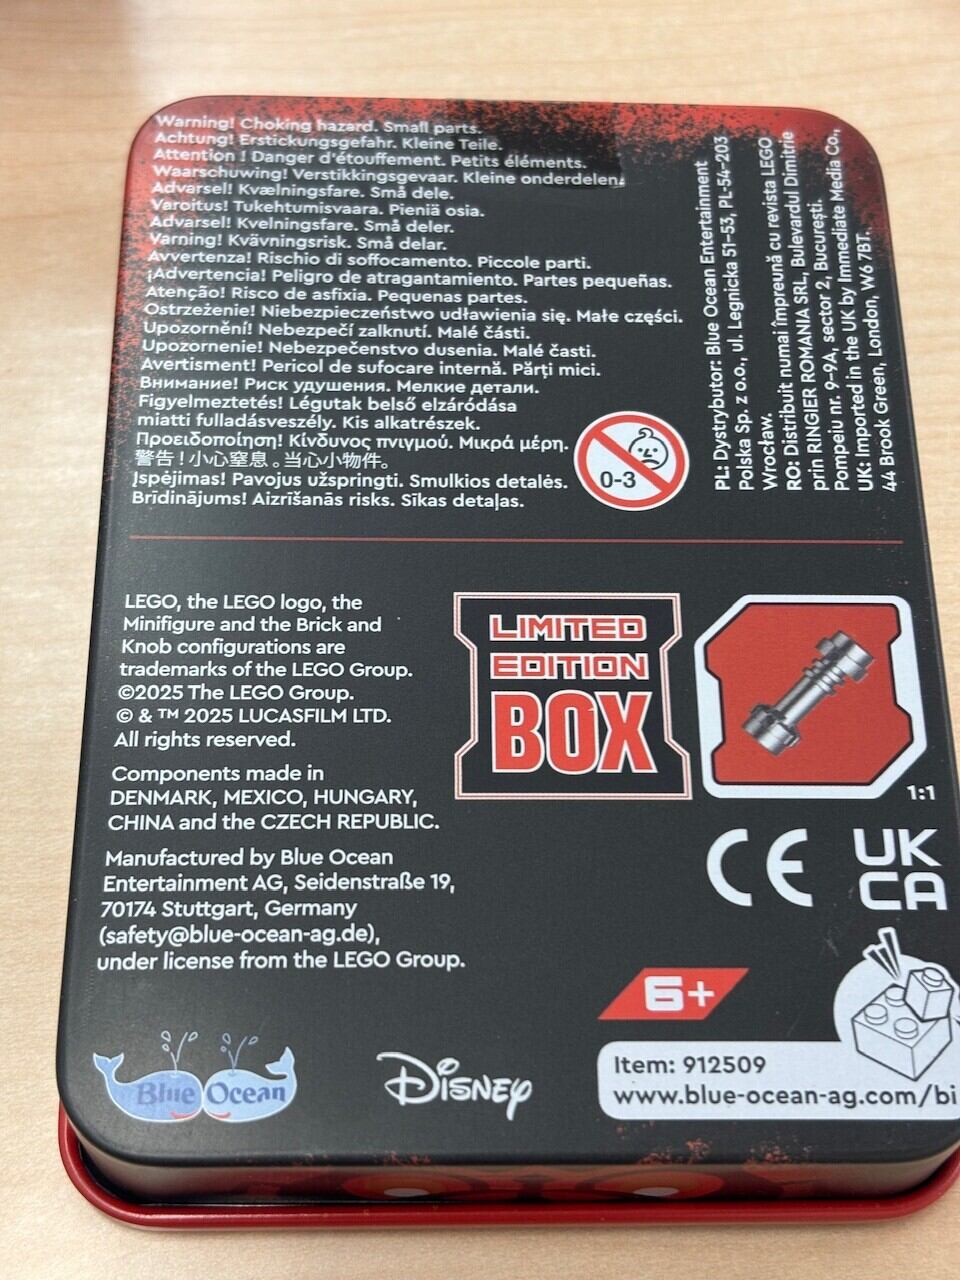 Warning! Choking hazard. Small parts.
Achtung! Erstickungsgefahr. Kleine Teile.
Attention ! Danger d'étouffement. Petits éléments.
Waarschuwing! Verstikkingsgevaar. Kleine onderdelen.
Advarsel! Kvælningsfare. Små dele.
Varoitus! Tukehtumisvaara. Pieniä osia.
Advarsel! Kvelningsfare. Små deler.
Varning! Kvävningsrisk. Små delar.
Avvertenza! Rischio di soffocamento. Piccole parti.
¡Advertencia! Peligro de atragantamiento. Partes pequeñas.
Atenção! Risco de asfixia. Pequenas partes.
Ostrzeżenie! Niebezpieczeństwo udławienia się. Małe części.
Upozornění! Nebezpečí zalknutí. Malé části.
Upozornenie! Nebezpečenstvo dusenia. Malé časti.
Avertisment! Pericol de sufocare internă. Părți mici.
Внимание! Риск удушения. Мелкие детали.
Figyelmeztetés! Légutak belső elzáródása
miatti fulladásveszély. Kis alkatrészek.
Προειδοποίηση! Κίνδυνος πνιγμού. Μικρά μέρη.
警告！小心窒息。当心小物件。
Įspėjimas! Pavojus užspringti. Smulkios detalės.
Brīdinājums! Aizrīšanās risks. Sīkas detaļas.
0-3
PL: Dystrybutor: Blue Ocean Entertainment
Polska Sp. z o.o., ul. Legnicka 51-53, PL-54-203
Wrocław.
RO: Distribuit numai împreună cu revista LEGO
prin RINGIER ROMANIA SRL, Bulevardul Dimitrie
Pompeiu nr. 9-9A, sector 2, București.
UK: Imported in the UK by Immediate Media Co.,
44 Brook Green, London, W6 7BT.
LEGO, the LEGO logo, the
Minifigure and the Brick and
Knob configurations are
trademarks of the LEGO Group.
©2025 The LEGO Group.
© & ™ 2025 LUCASFILM LTD.
All rights reserved.
Components made in
DENMARK, MEXICO, HUNGARY,
CHINA and the CZECH REPUBLIC.
Manufactured by Blue Ocean
Entertainment AG, Seidenstraße 19,
70174 Stuttgart, Germany
(safety@blue-ocean-ag.de),
under license from the LEGO Group.
LIMITED
EDITION
BOX
1:1
CE
UK
CA
6+
Blue Ocean
Disney
Item: 912509
www.blue-ocean-ag.com/bi